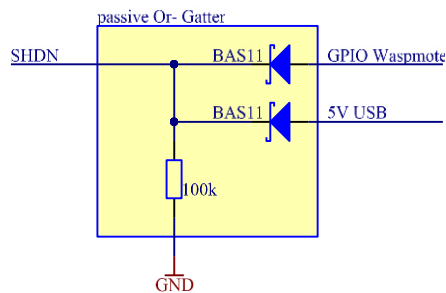 passive Or- Gatter
SHDN
BAS11
GPIO Waspmote
BAS11
5V USB
100k
GND